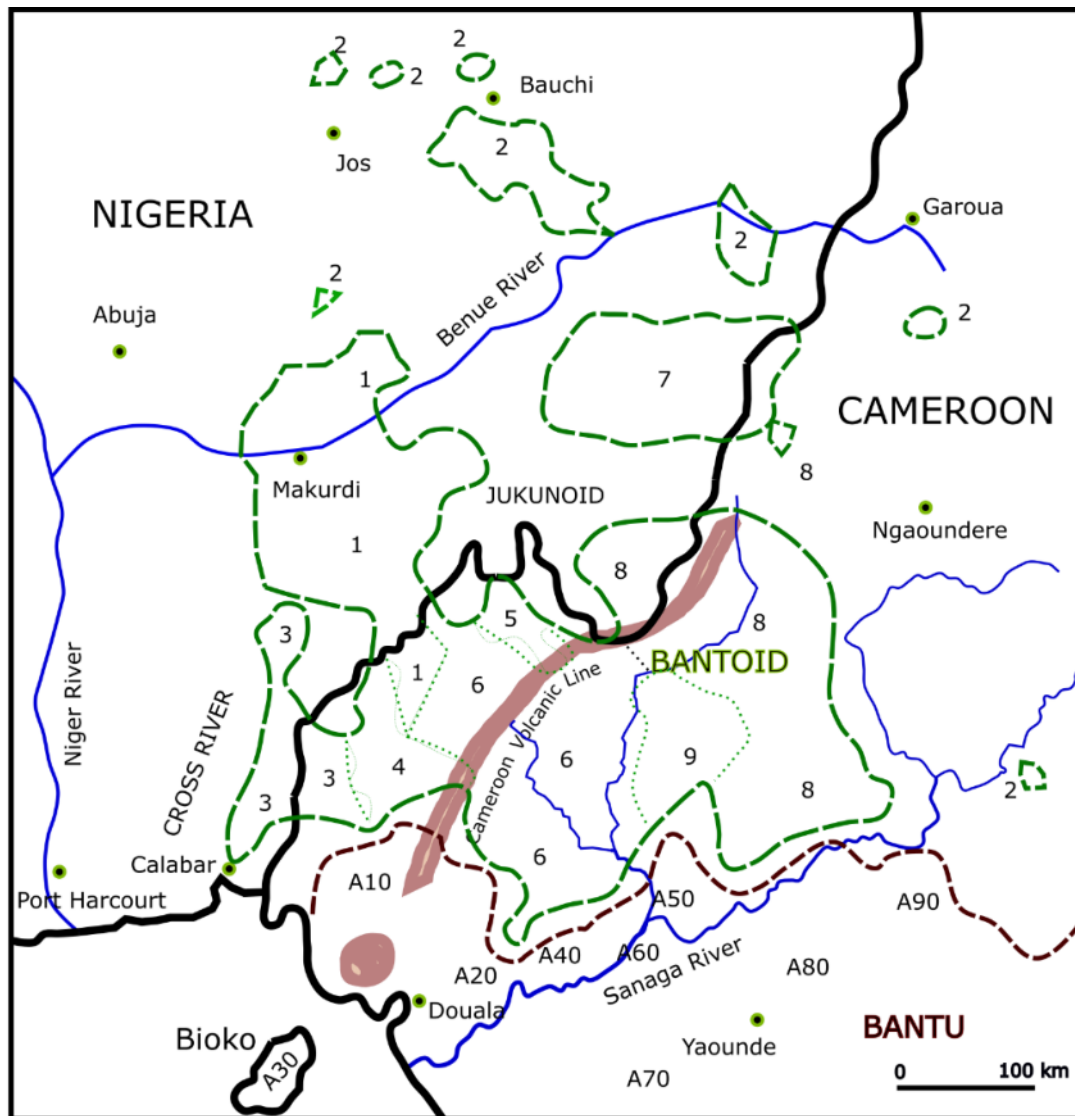 2
2
2
Bauchi
Jos
2
NIGERIA
Garoua
2
2
Benue River
2
Abuja
1
7
CAMEROON
8
Makurdi
JUKUNOID
Ngaoundere
1
8
3
5
8
BANTOID
1
6
Niger River
CROSS RIVER
Cameroon Volcanic Line
6
9
4
3
3
8
2
6
Calabar
A10
Port Harcourt
A50
A90
A40
A60
A20
Sanaga River
A80
Douala
Bioko
BANTU
Yaounde
A30
A70
0 100 km